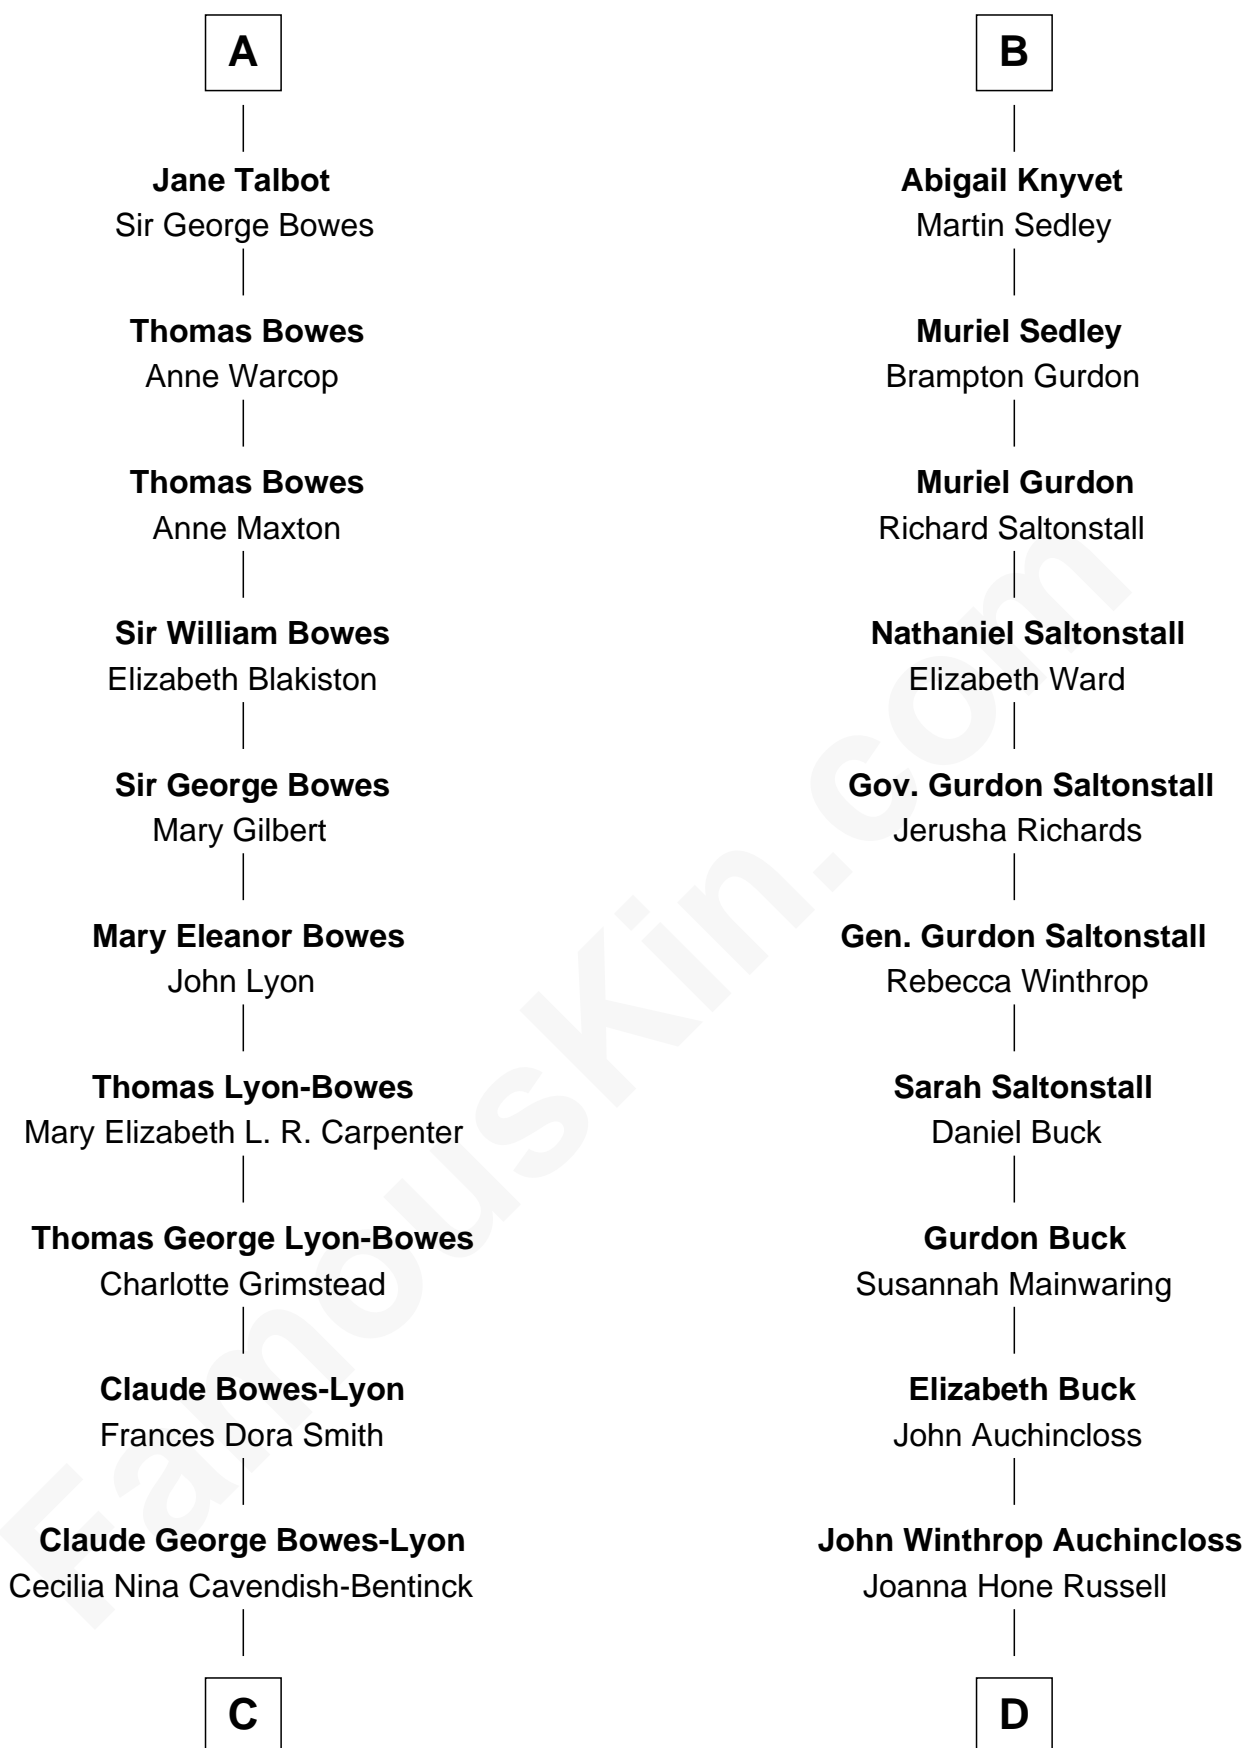 A
Jane Talbot
Sir George Bowes
Thomas Bowes
Anne Warcop
Thomas Bowes
Anne Maxton
Sir William Bowes
Elizabeth Blakiston
Sir George Bowes
Mary Gilbert
Mary Eleanor Bowes
John Lyon
Thomas Lyon-Bowes
Mary Elizabeth L. R. Carpenter
Thomas George Lyon-Bowes
Charlotte Grimstead
Claude Bowes-Lyon
Frances Dora Smith
Claude George Bowes-Lyon
Cecilia Nina Cavendish-Bentinck
C
B
Abigail Knyvet
Martin Sedley
Muriel Sedley
Brampton Gurdon
Muriel Gurdon
Richard Saltonstall
Nathaniel Saltonstall
Elizabeth Ward
Gov. Gurdon Saltonstall
Jerusha Richards
Gen. Gurdon Saltonstall
Rebecca Winthrop
Sarah Saltonstall
Daniel Buck
Gurdon Buck
Susannah Mainwaring
Elizabeth Buck
John Auchincloss
John Winthrop Auchincloss
Joanna Hone Russell
D
FamousKin.com